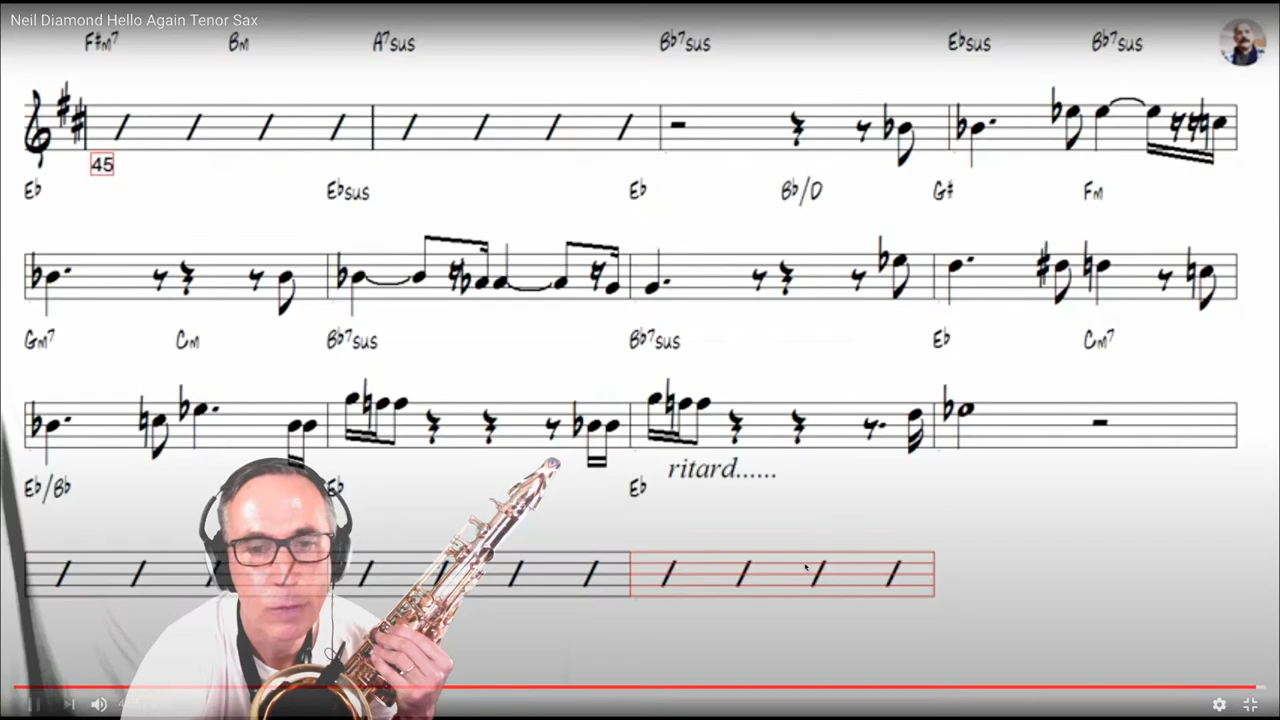 Neil Diamond Hello Again Tenor Sax
F#m7 Bm A7sus Bb7sus Ebsus Bb7sus
45
Eb Ebsus Eb Bb/D G# Fm
Gm7 Cm Bb7sus Bb7sus Eb Cm7
ritard......
Eb/Bb Eb Eb